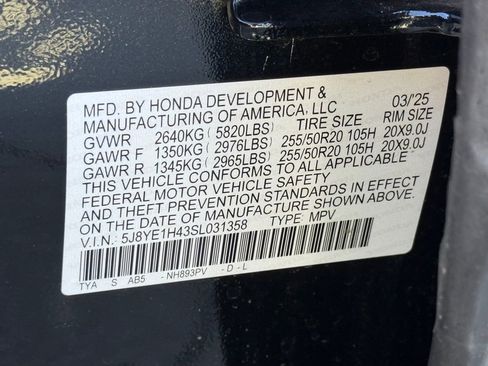 MFD. BY HONDA DEVELOPMENT & 03/'25
MANUFACTURING OF AMERICA, LLC
GVWR 2640KG ( 5820LBS) TIRE SIZE RIM SIZE
GAWR F 1350KG ( 2976LBS) 255/50R20 105H 20X9.0J
GAWR R 1345KG ( 2965LBS) 255/50R20 105H 20X9.0J
THIS VEHICLE CONFORMS TO ALL APPLICABLE
FEDERAL MOTOR VEHICLE SAFETY
AND THEFT PREVENTION STANDARDS IN EFFECT
ON THE DATE OF MANUFACTURE SHOWN ABOVE.
V.I.N.: 5J8YE1H43SL031358 TYPE: MPV
TYA S AB5 -NH893PV -D-L